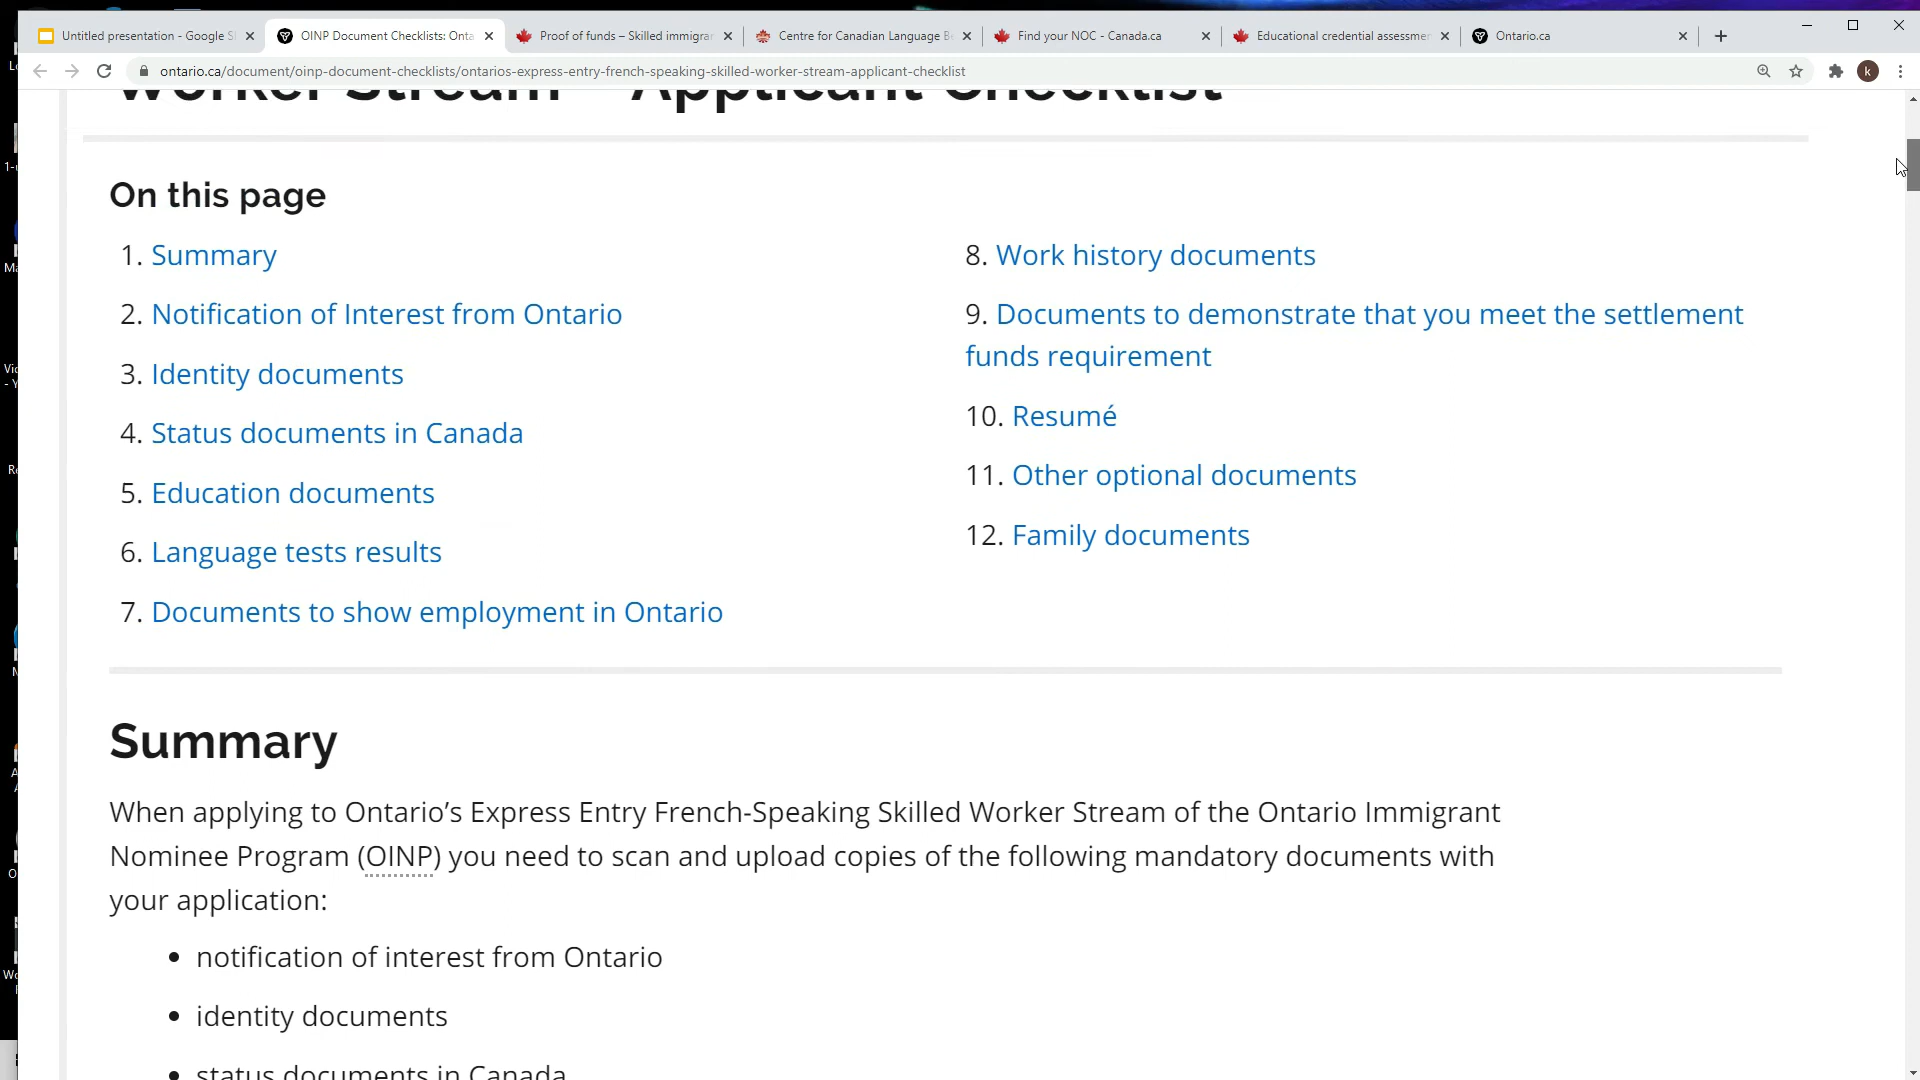 Untitled presentation - Google S
OINP Document Checklists: Onta
Proof of funds – Skilled immigra
Centre for Canadian Language B
Find your NOC - Canada.ca
Educational credential assessme
Ontario.ca
ontario.ca/document/oinp-document-checklists/ontarios-express-entry-french-speaking-skilled-worker-stream-applicant-checklist
k
Worker Stream – Applicant Checklist
On this page
1. Summary
2. Notification of Interest from Ontario
3. Identity documents
4. Status documents in Canada
5. Education documents
6. Language tests results
7. Documents to show employment in Ontario
8. Work history documents
9. Documents to demonstrate that you meet the settlement
funds requirement
10. Resumé
11. Other optional documents
12. Family documents
Summary
When applying to Ontario’s Express Entry French-Speaking Skilled Worker Stream of the Ontario Immigrant
Nominee Program (OINP) you need to scan and upload copies of the following mandatory documents with
your application:
• notification of interest from Ontario
• identity documents
• status documents in Canada